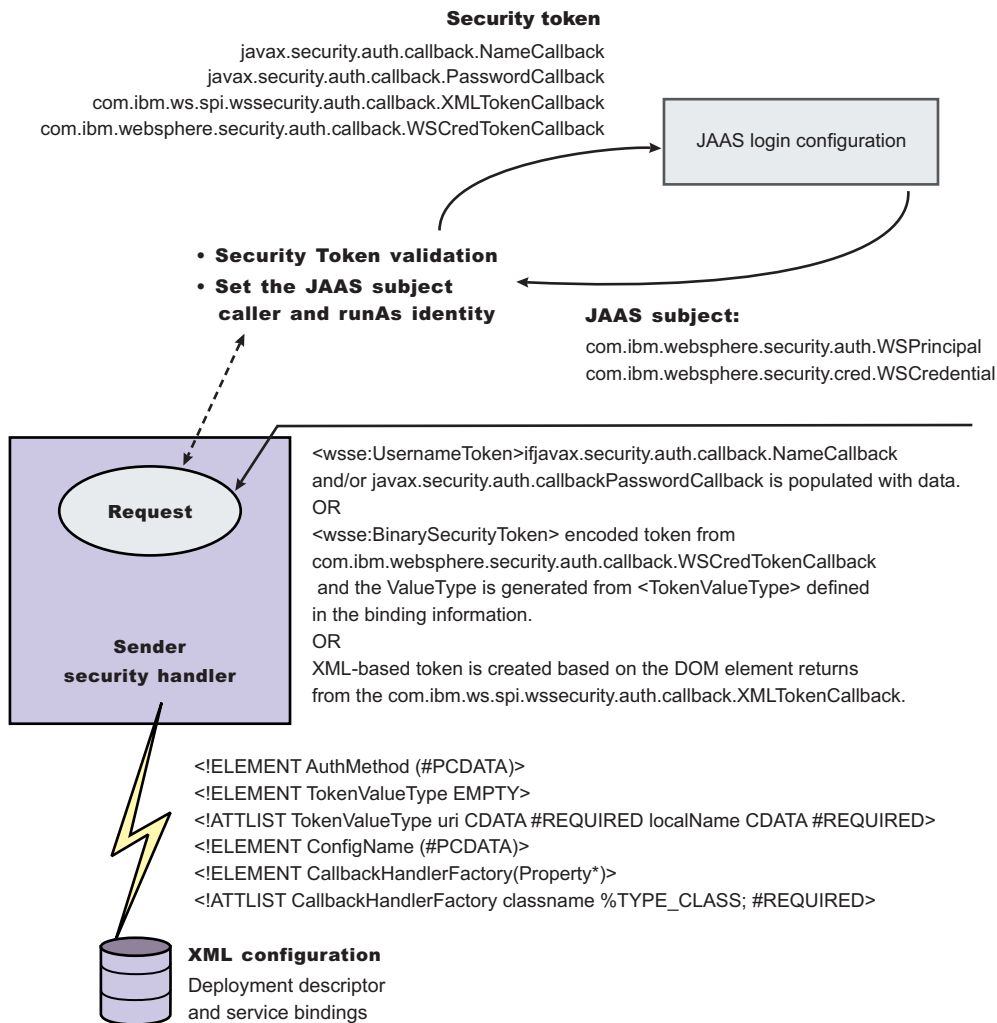 Security token
javax.security.auth.callback.NameCallback
javax.security.auth.callback.PasswordCallback
com.ibm.ws.spi.wssecurity.auth.callback.XMLTokenCallback
com.ibm.websphere.security.auth.callback.WSCredTokenCallback
JAAS login configuration
• Security Token validation
• Set the JAAS subject
caller and runAs identity
JAAS subject:
com.ibm.websphere.security.auth.WSPrincipal
com.ibm.websphere.security.cred.WSCredential
Request
Sender
security handler
<wsse:UsernameToken>ifjavax.security.auth.callback.NameCallback
and/or javax.security.auth.callbackPasswordCallback is populated with data.
OR
<wsse:BinarySecurityToken> encoded token from
com.ibm.websphere.security.auth.callback.WSCredTokenCallback
and the ValueType is generated from <TokenValueType> defined
in the binding information.
OR
XML-based token is created based on the DOM element returns
from the com.ibm.ws.spi.wssecurity.auth.callback.XMLTokenCallback.
<!ELEMENT AuthMethod (#PCDATA)>
<!ELEMENT TokenValueType EMPTY>
<!ATTLIST TokenValueType uri CDATA #REQUIRED localName CDATA #REQUIRED>
<!ELEMENT ConfigName (#PCDATA)>
<!ELEMENT CallbackHandlerFactory(Property*)>
<!ATTLIST CallbackHandlerFactory classname %TYPE_CLASS; #REQUIRED>
XML configuration
Deployment descriptor
and service bindings